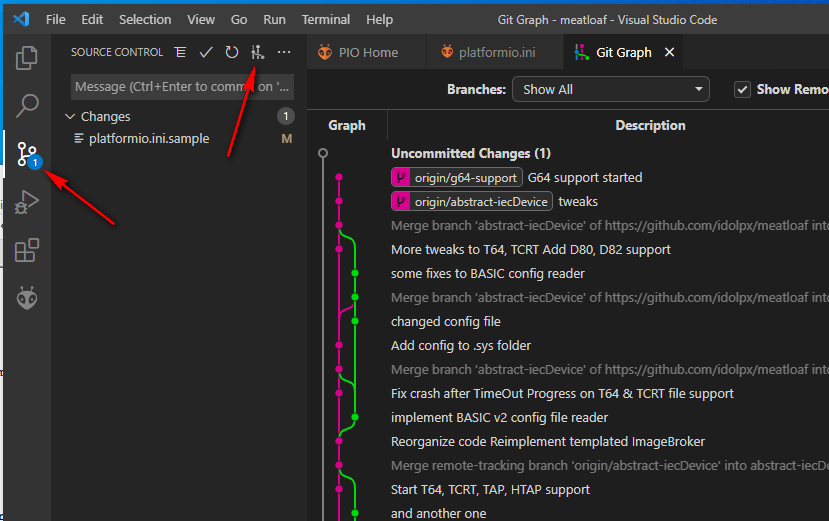 File Edit Selection View Go Run Terminal Help Git Graph - meatloaf - Visual Studio Code
SOURCE CONTROL
PIO Home platformio.ini Git Graph
Message (Ctrl+Enter to comm on '...
Branches: Show All Show Remo
Changes 1
platformio.ini.sample M
1
Graph Description
Uncommitted Changes (1)
origin/g64-support G64 support started
origin/abstract-iecDevice tweaks
Merge branch 'abstract-iecDevice' of https://github.com/idolpx/meatloaf into
More tweaks to T64, TCRT Add D80, D82 support
some fixes to BASIC config reader
Merge branch 'abstract-iecDevice' of https://github.com/idolpx/meatloaf into
changed config file
Add config to .sys folder
Merge branch 'abstract-iecDevice' of https://github.com/idolpx/meatloaf into
Fix crash after TimeOut Progress on T64 & TCRT file support
implement BASIC v2 config file reader
Reorganize code Reimplement templated ImageBroker
Merge remote-tracking branch 'origin/abstract-iecDevice' into abstract-iecD
Start T64, TCRT, TAP, HTAP support
and another one